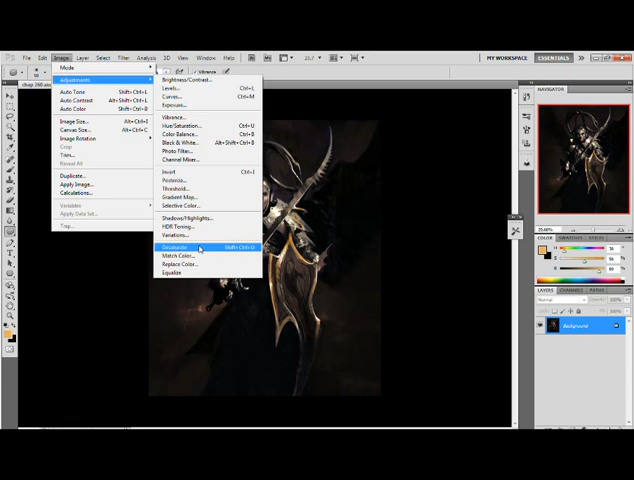 Ps File Edit Image Layer Select Filter Analysis 3D View Window Help MY WORKSPACE ESSENTIALS
Vibrance
Mode
Adjustments
Auto Tone Shift+Ctrl+L
Auto Contrast Alt+Shift+Ctrl+L
Auto Color Shift+Ctrl+B
Image Size... Alt+Ctrl+I
Canvas Size... Alt+Ctrl+C
Image Rotation
Crop
Trim...
Reveal All
Duplicate...
Apply Image...
Calculations...
Variables
Apply Data Set...
Trap...
Brightness/Contrast...
Levels... Ctrl+L
Curves... Ctrl+M
Exposure...
Vibrance...
Hue/Saturation... Ctrl+U
Color Balance... Ctrl+B
Black & White... Alt+Shift+Ctrl+B
Photo Filter...
Channel Mixer...
Invert Ctrl+I
Posterize...
Threshold...
Gradient Map...
Selective Color...
Shadows/Highlights...
HDR Toning...
Variations...
Desaturate Shift+Ctrl+U
Match Color...
Replace Color...
Equalize
NAVIGATOR
COLOR SWATCHES STYLES
H
S
B
LAYERS CHANNELS PATHS
Normal
Background